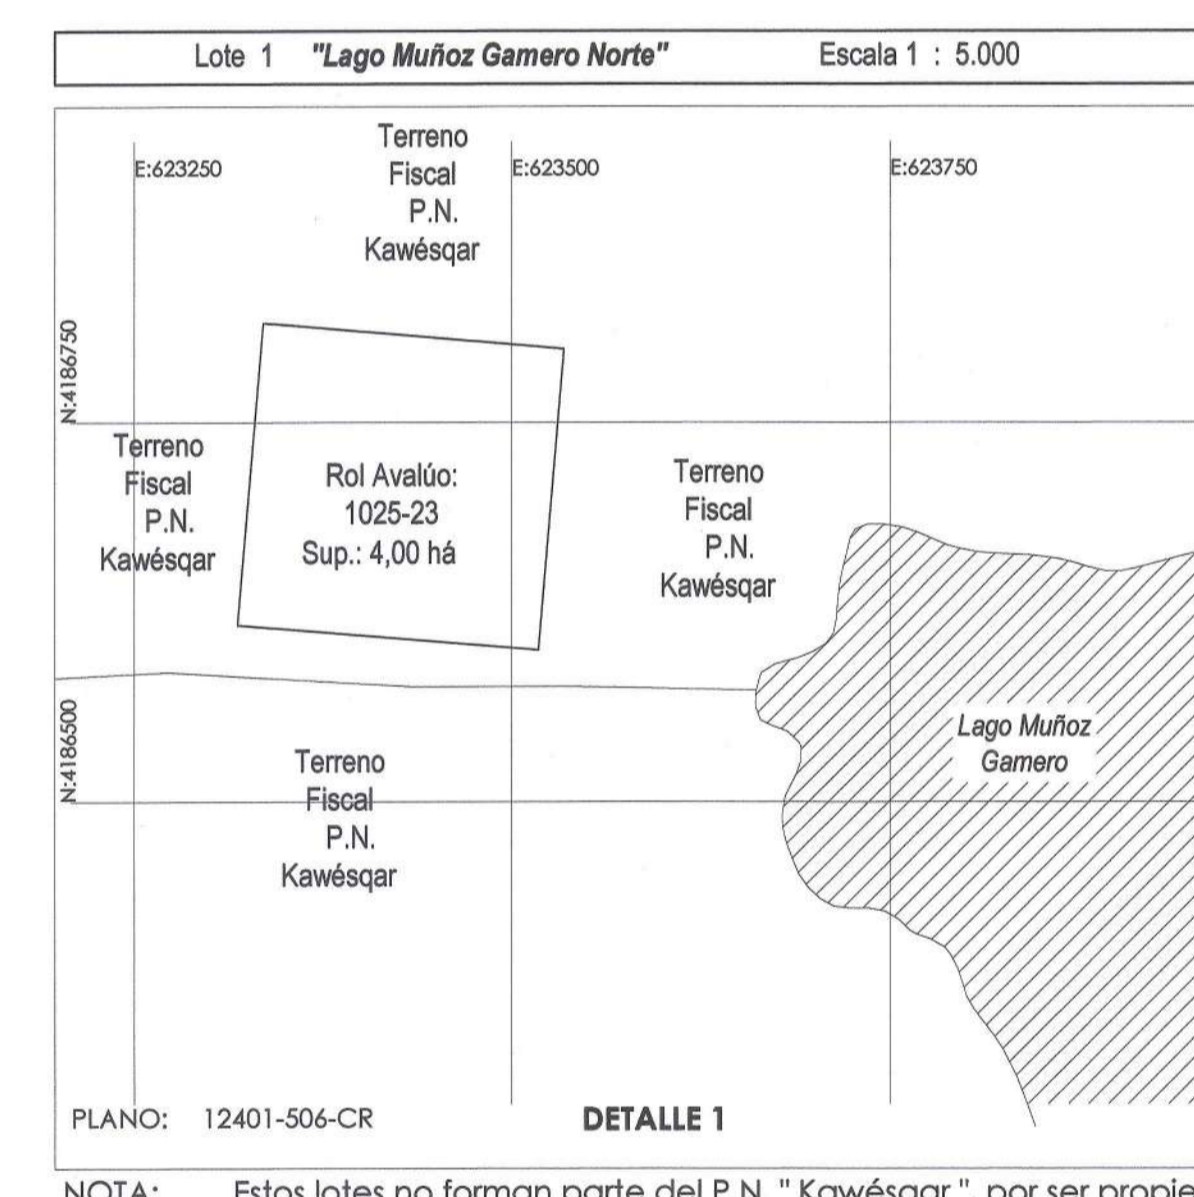 Lote 1 "Lago Muñoz Gamero Norte" Escala 1 : 5.000
E:623250
Terreno
Fiscal
P.N.
Kawésqar
E:623500
E:623750
N:4186750
Terreno
Fiscal
P.N.
Kawésqar
Rol Avalúo:
1025-23
Sup.: 4,00 há
Terreno
Fiscal
P.N.
Kawésqar
N:4186500
Terreno
Fiscal
P.N.
Kawésqar
Lago Muñoz
Gamero
PLANO: 12401-506-CR DETALLE 1
NOTA: Estos lotes no forman parte del P.N. " Kawésqar ", por ser propie